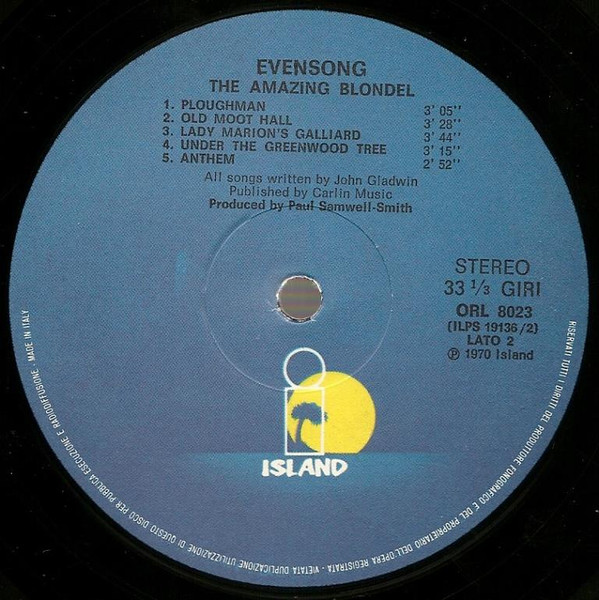 EVENSONG
THE AMAZING BLONDEL
1. PLOUGHMAN 3' 05''
2. OLD MOOT HALL 3' 28''
3. LADY MARION'S GALLIARD 3' 44''
4. UNDER THE GREENWOOD TREE 3' 15''
5. ANTHEM 2' 52''
All songs written by John Gladwin
Published by Carlin Music
Produced by Paul Samwell-Smith
STEREO
33 1/3 GIRI
ORL 8023
(ILPS 19136/2)
LATO 2
℗ 1970 Island
ISLAND
RISERVATI TUTTI I DIRITTI DEL PRODUTTORE FONOGRAFICO E DEL PROPRIETARIO DELL'OPERA REGISTRATA - VIETATA DUPLICAZIONE UTILIZZAZIONE DI QUESTO DISCO PER PUBBLICA ESECUZIONE E RADIODIFFUSIONE. - MADE IN ITALY